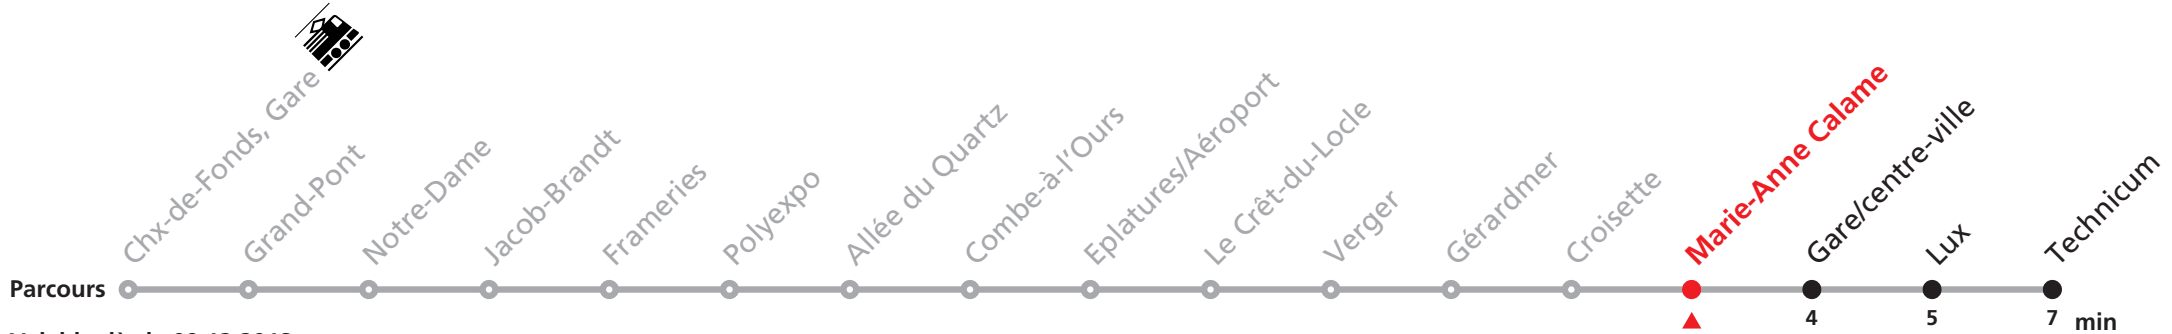 Chx-de-Fonds, Gare
Grand-Pont
Notre-Dame
Jacob-Brandt
Frameries
Polyexpo
Allée du Quartz
Combe-à-l'Ours
Eplatures/Aéroport
Le Crêt-du-Locle
Verger
Gérardmer
Croisette
Marie-Anne Calame
Gare/centre-ville
Lux
Technicum
Parcours
4 5 7 min